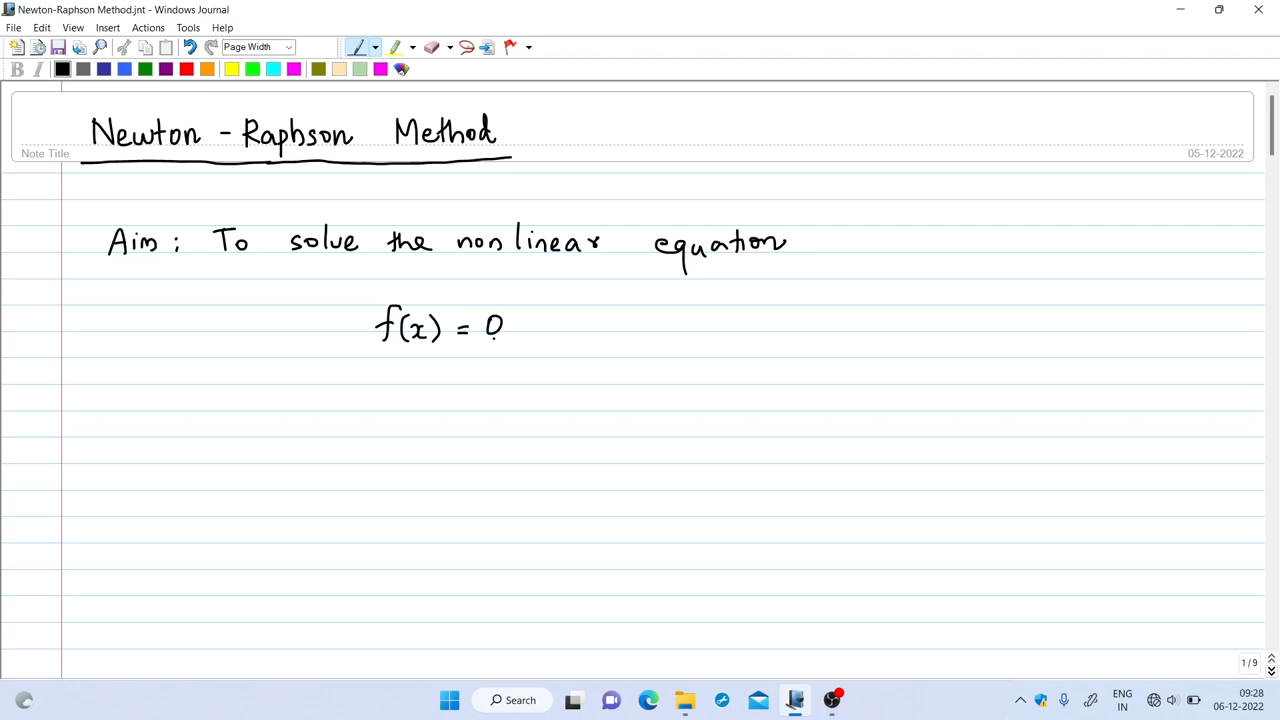 Newton-Raphson Method.jnt - Windows Journal
File Edit View Insert Actions Tools Help
Page Width
B I
Newton - Raphson Method
Note Title
05-12-2022
Aim : To solve the nonlinear equation
f(x) = 0
1/9
Search
ENG
IN
09:28
06-12-2022